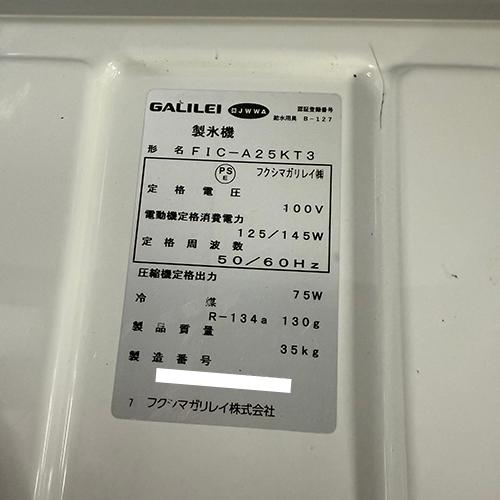 GALILEI JWWA 認証登録番号
給水用具 B-127
製氷機
形名 FIC-A25KT3
PSE フクシマガリレイ㈱
定格電圧
100V
電動機定格消費電力
125/145W
定格周波数
50/60Hz
圧縮機定格出力
75W
冷媒
R-134a 130g
製品質量
35kg
製造番号
7 フクシマガリレイ株式会社